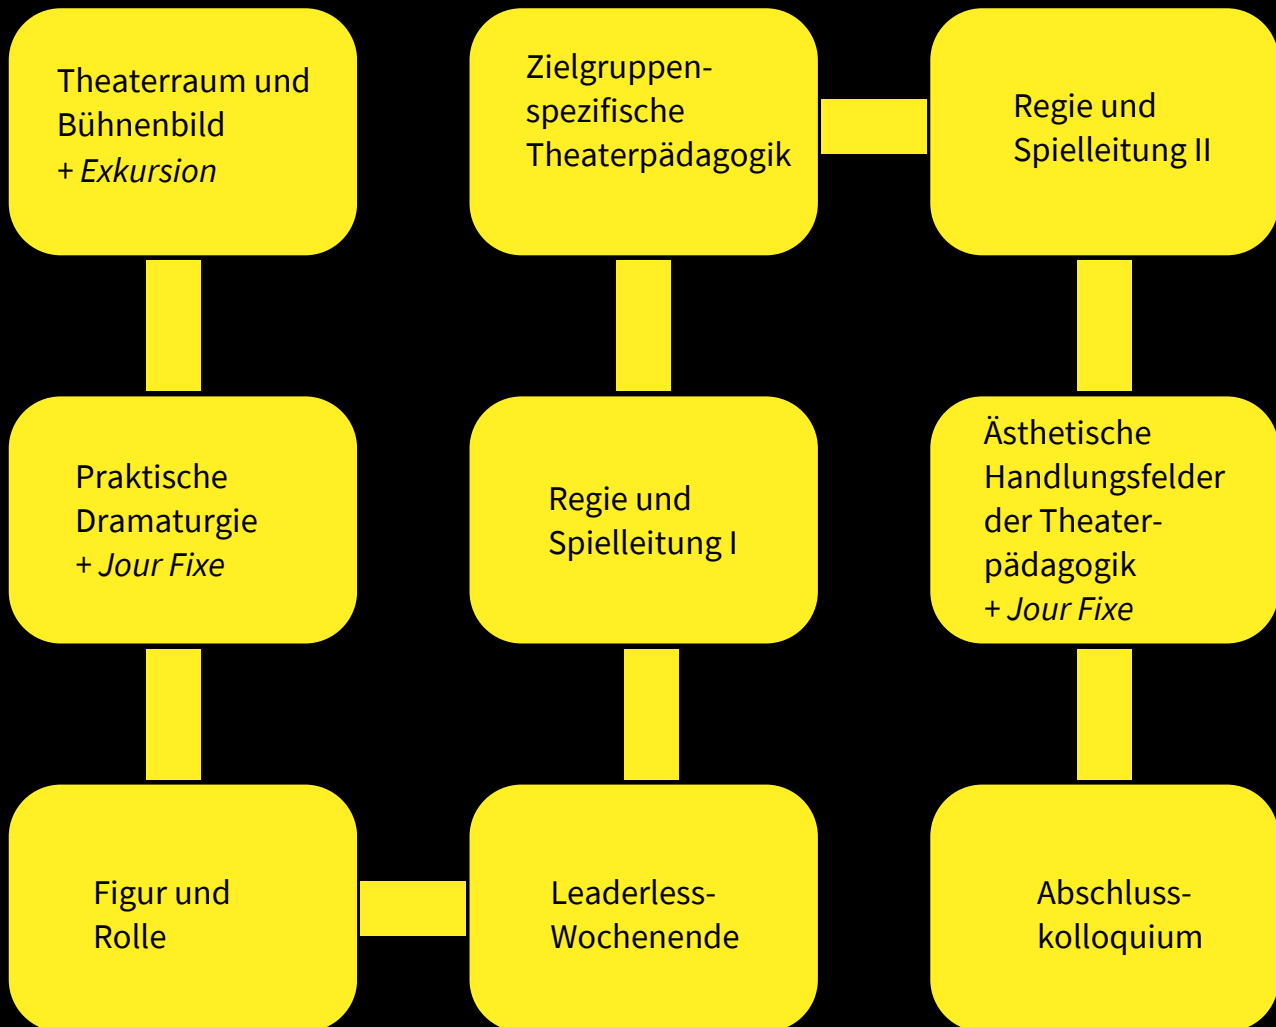 Theaterraum und
Bühnenbild
+ Exkursion
Zielgruppen-
spezifische
Theaterpädagogik
Regie und
Spielleitung II
Praktische
Dramaturgie
+ Jour Fixe
Regie und
Spielleitung I
Ästhetische
Handlungsfelder
der Theater-
pädagogik
+ Jour Fixe
Figur und
Rolle
Leaderless-
Wochenende
Abschluss-
kolloquium